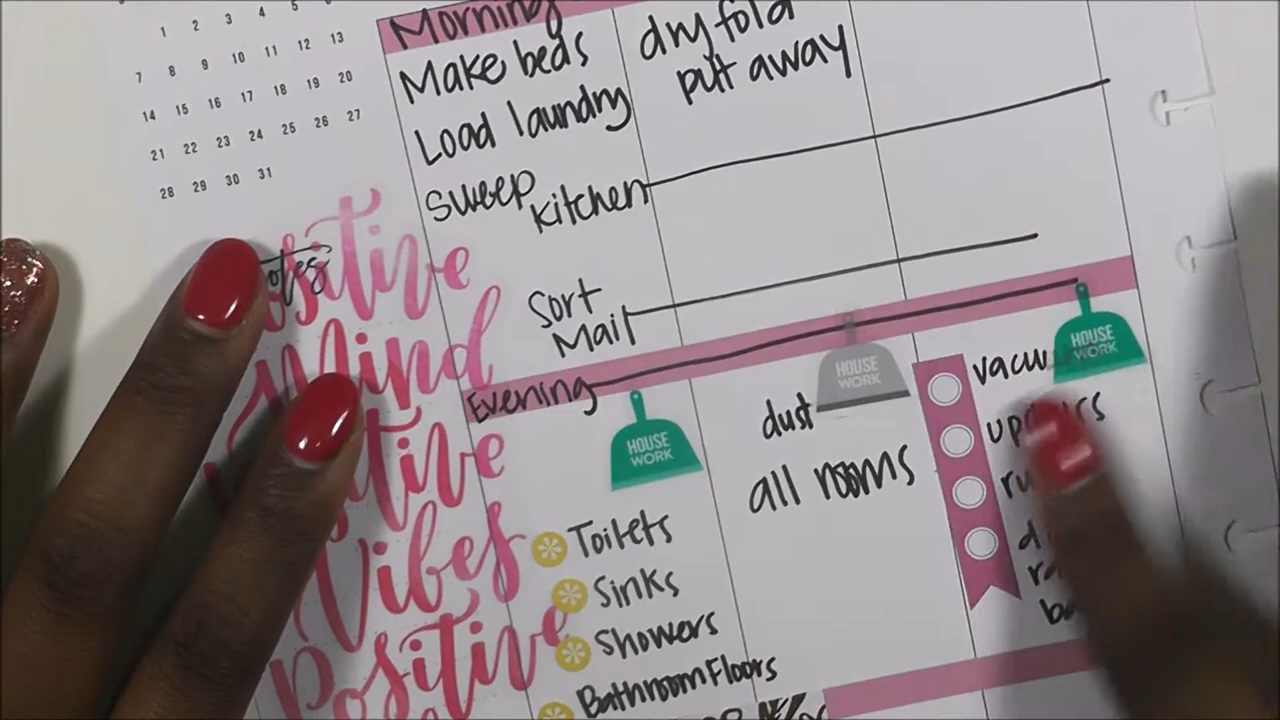 1 2 3 4 5
7 8 9 10 11 12 13
14 15 16 17 18 19 20
21 22 23 24 25 26 27
28 29 30 31
Morning
Make beds
Load laundry
sweep
kitchen
Sort
Mail
dry fold
put away
Evening
HOUSE
WORK
Toilets
Sinks
Showers
Bathroom Floors
HOUSE
WORK
dust
all rooms
HOUSE
WORK
Mind
Vibes
Positive